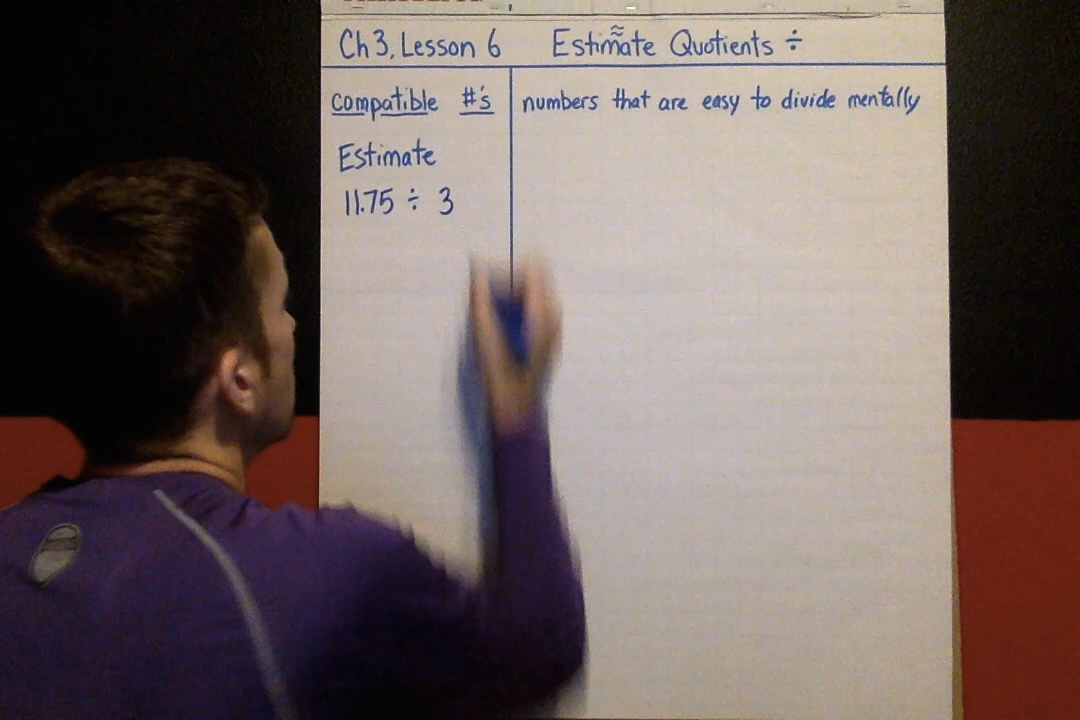 Ch 3, Lesson 6 Estimate Quotients ÷
≈
compatible #'s numbers that are easy to divide mentally
Estimate
11.75 ÷ 3